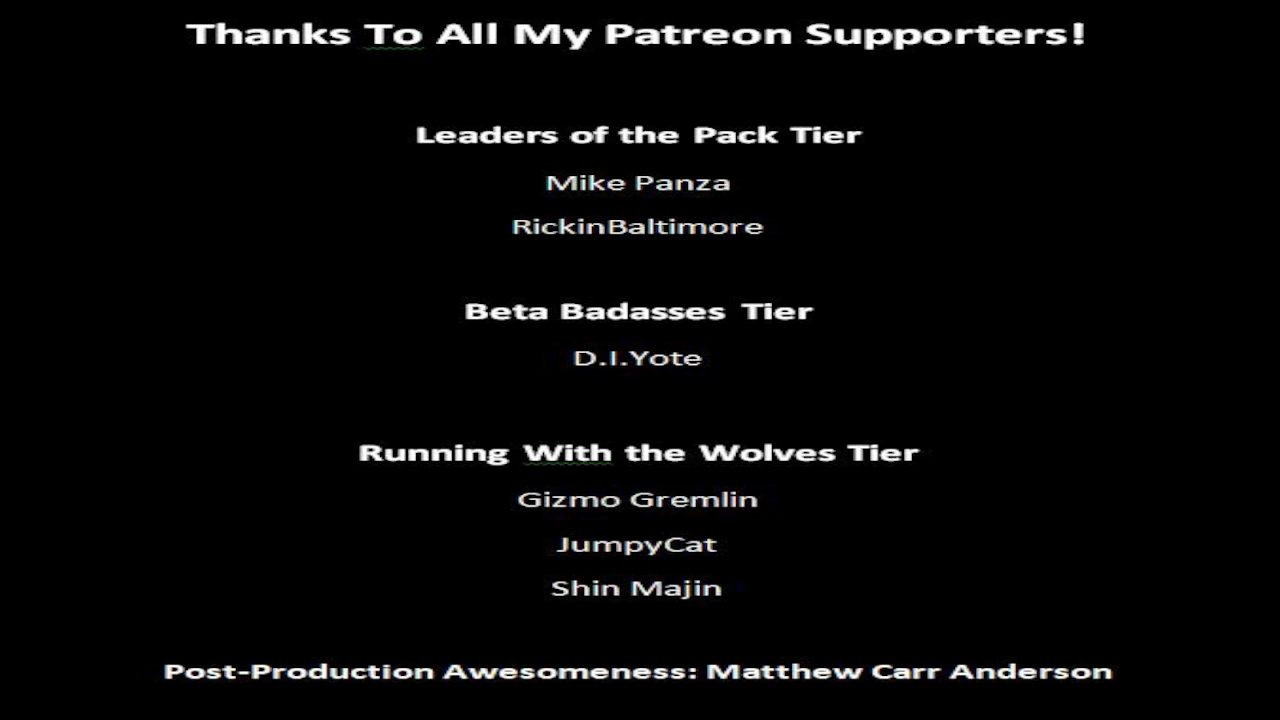 Thanks To All My Patreon Supporters!
Leaders of the Pack Tier
Mike Panza
RickinBaltimore
Beta Badasses Tier
D.I.Yote
Running With the Wolves Tier
Gizmo Gremlin
JumpyCat
Shin Majin
Post-Production Awesomeness: Matthew Carr Anderson